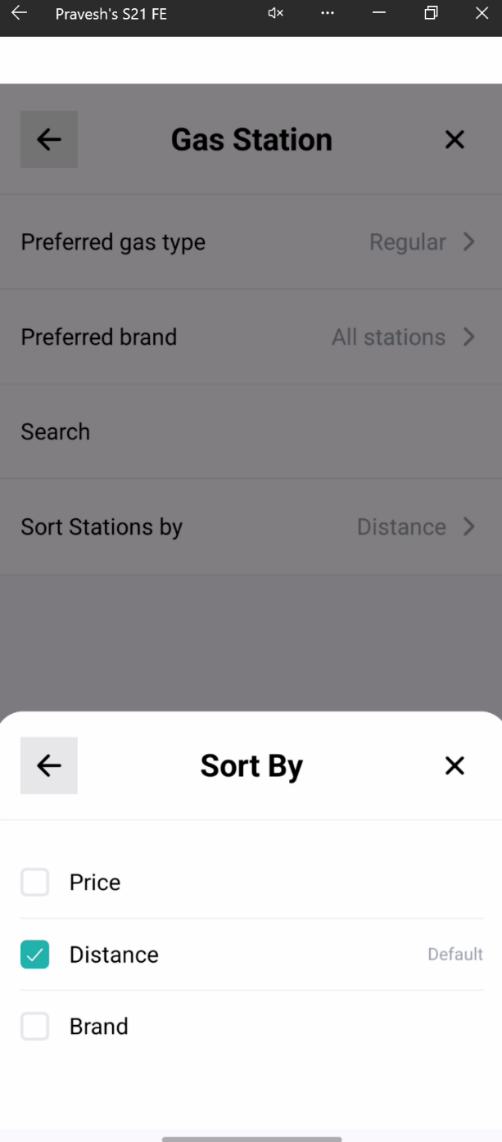 Pravesh's S21 FE
Gas Station
Preferred gas type Regular
Preferred brand All stations
Search
Sort Stations by Distance
Sort By
Price
Distance Default
Brand